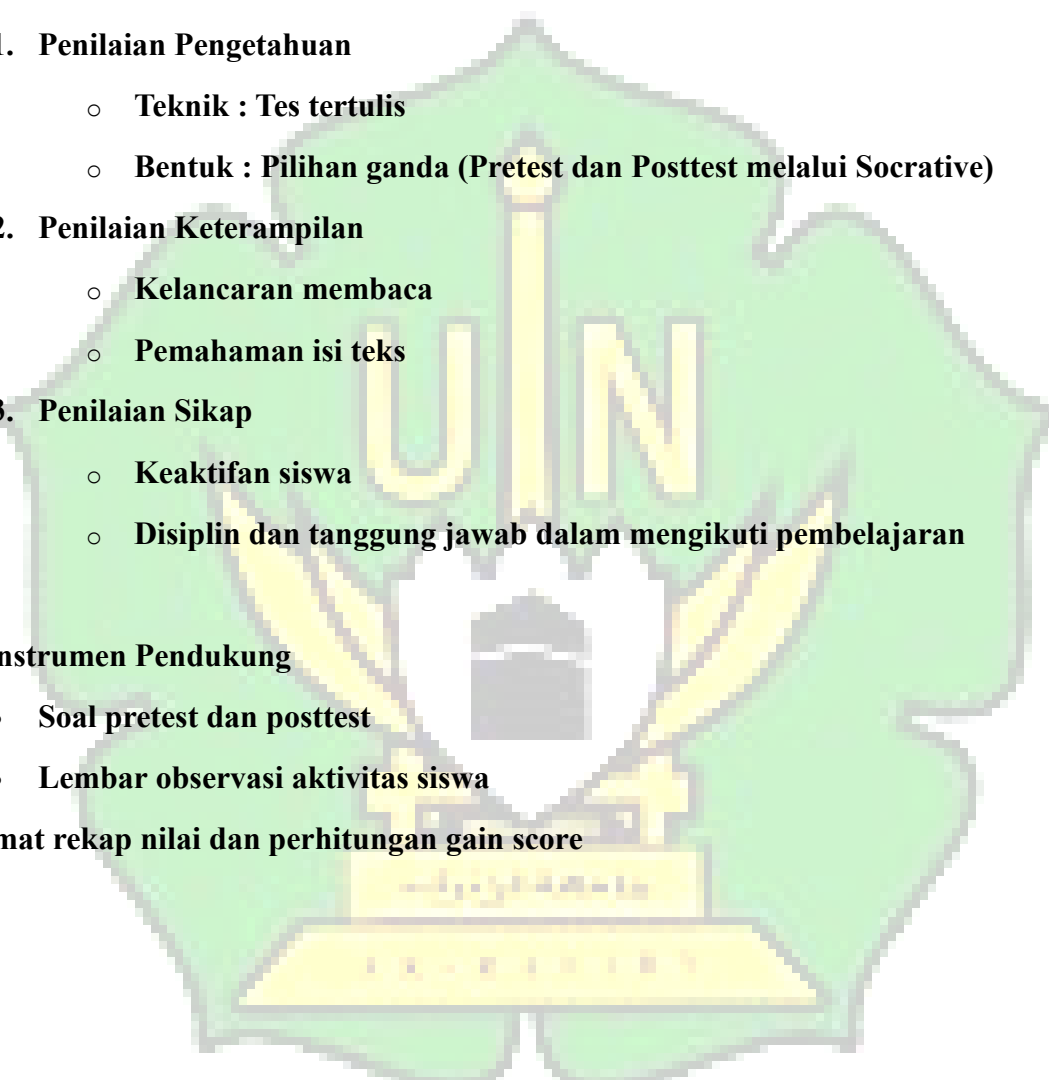 1. Penilaian Pengetahuan
o Teknik : Tes tertulis
o Bentuk : Pilihan ganda (Pretest dan Posttest melalui Socrative)
2. Penilaian Keterampilan
o Kelancaran membaca
o Pemahaman isi teks
3. Penilaian Sikap
o Keaktifan siswa
o Disiplin dan tanggung jawab dalam mengikuti pembelajaran
UIN
nstrumen Pendukung
• Soal pretest dan posttest
• Lembar observasi aktivitas siswa
mat rekap nilai dan perhitungan gain score